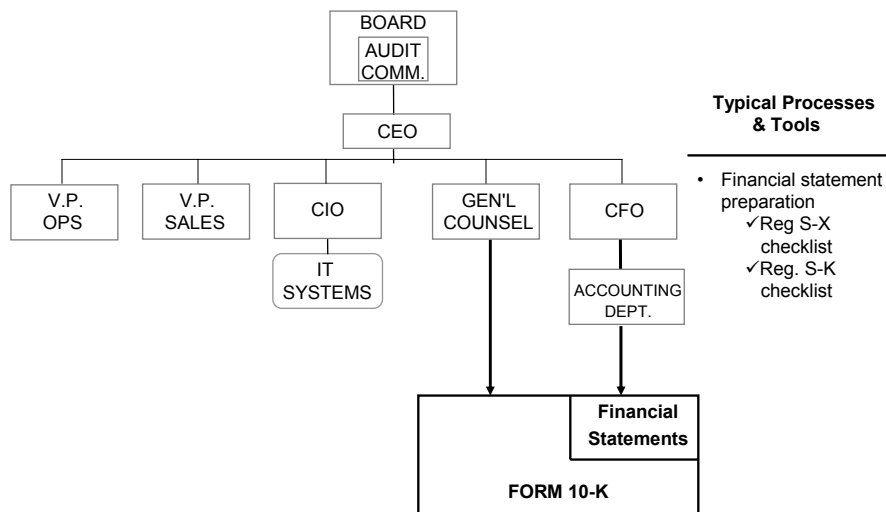 BOARD
AUDIT
COMM.
CEO
V.P.
OPS
V.P.
SALES
CIO
GEN'L
COUNSEL
CFO
IT
SYSTEMS
ACCOUNTING
DEPT.
Financial
Statements
FORM 10-K
Typical Processes
& Tools
• Financial statement
preparation
✓Reg S-X
checklist
✓Reg. S-K
checklist